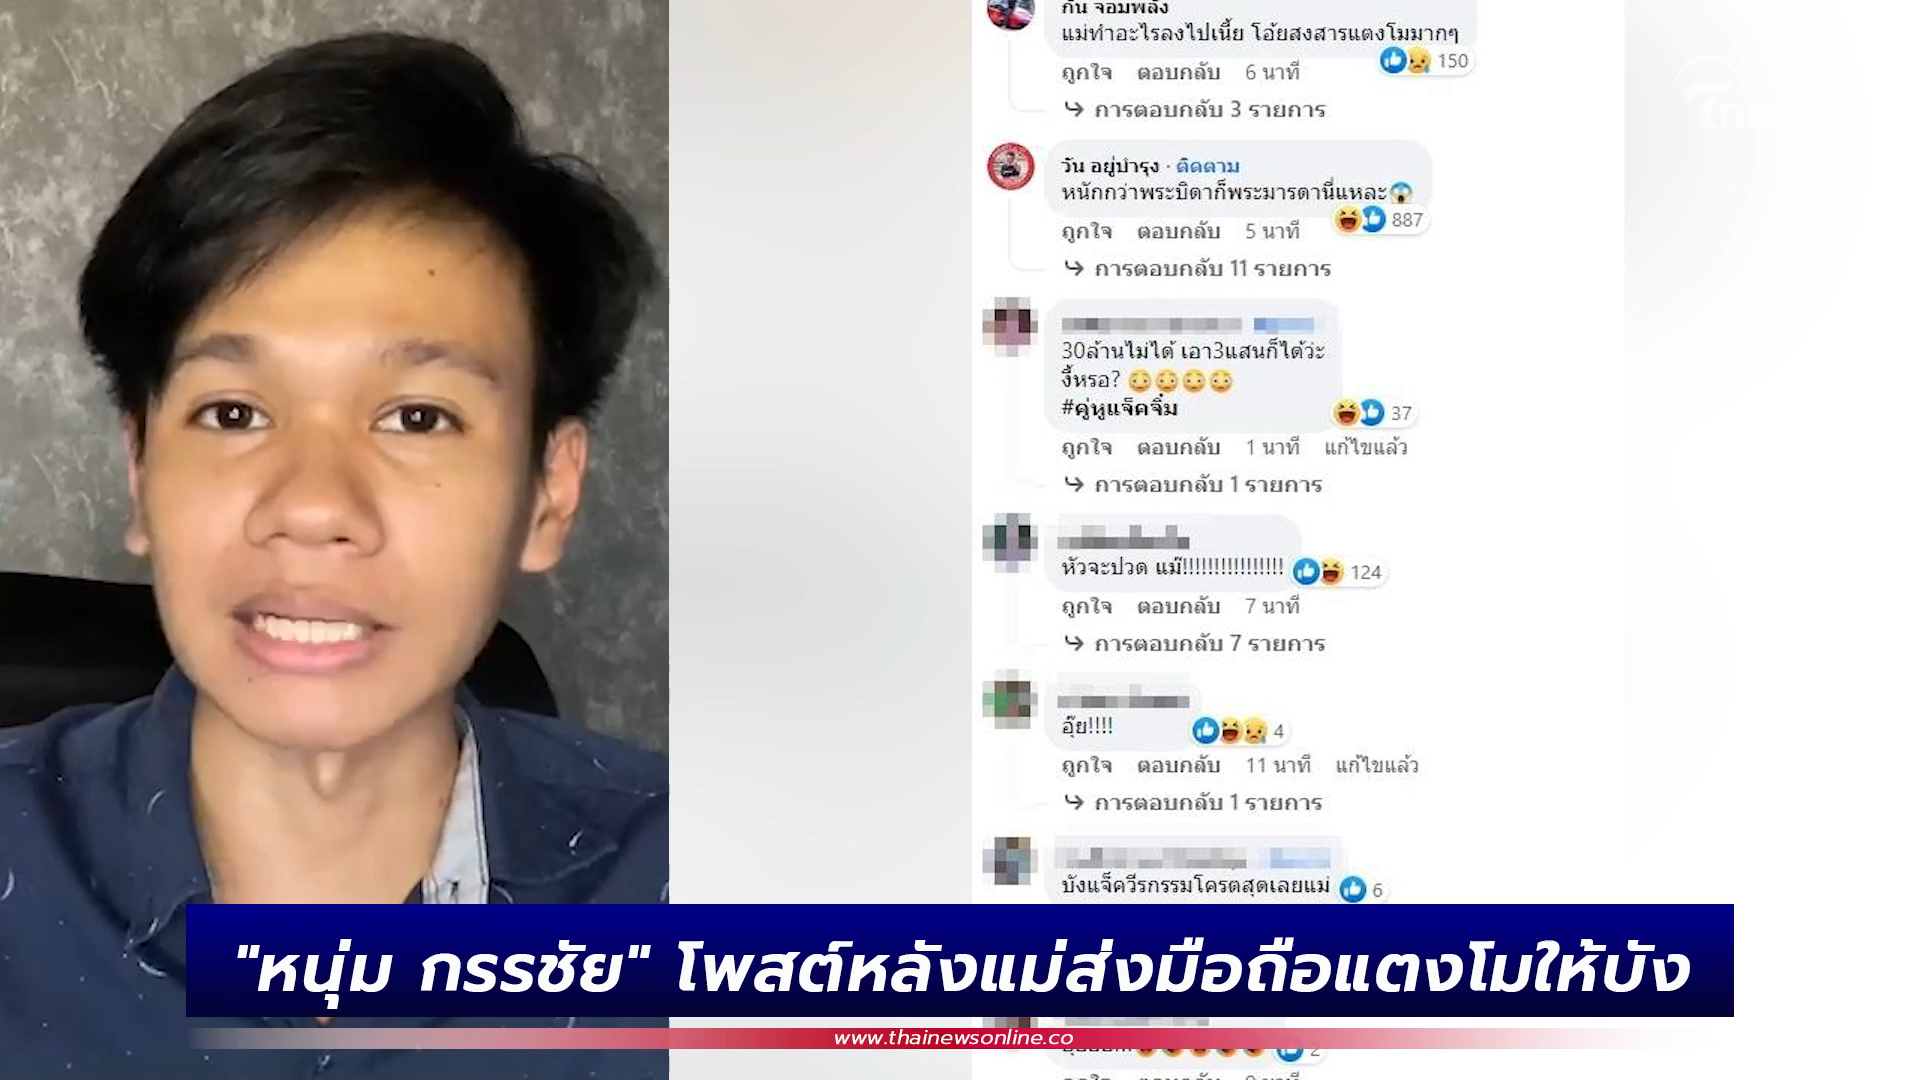 กัน จอมพลัง
แม่ทำอะไรลงไปเนี้ย โอ้ยสงสารแตงโมมากๆ
150
ถูกใจ ตอบกลับ 6 นาที
การตอบกลับ 3 รายการ
วัน อยู่บำรุง · ติดตาม
หนักกว่าพระบิดาก็พระมารดานี่แหละ😱
887
ถูกใจ ตอบกลับ 5 นาที
การตอบกลับ 11 รายการ
30ล้านไม่ได้ เอา3แสนก็ได้ว่ะ
งี้หรอ? 😳😳😳😳
#คู่หูแจ็คจิ๋ม
37
ถูกใจ ตอบกลับ 1 นาที แก้ไขแล้ว
การตอบกลับ 1 รายการ
หัวจะปวด แม๊!!!!!!!!!!!!!!!!
124
ถูกใจ ตอบกลับ 7 นาที
การตอบกลับ 7 รายการ
อุ๊ย!!!!
4
ถูกใจ ตอบกลับ 11 นาที แก้ไขแล้ว
การตอบกลับ 1 รายการ
บังแจ็ควีรกรรมโครตสุดเลยแม่
6
"หนุ่ม กรรชัย" โพสต์หลังแม่ส่งมือถือแตงโมให้บัง
www.thainewsonline.co
2